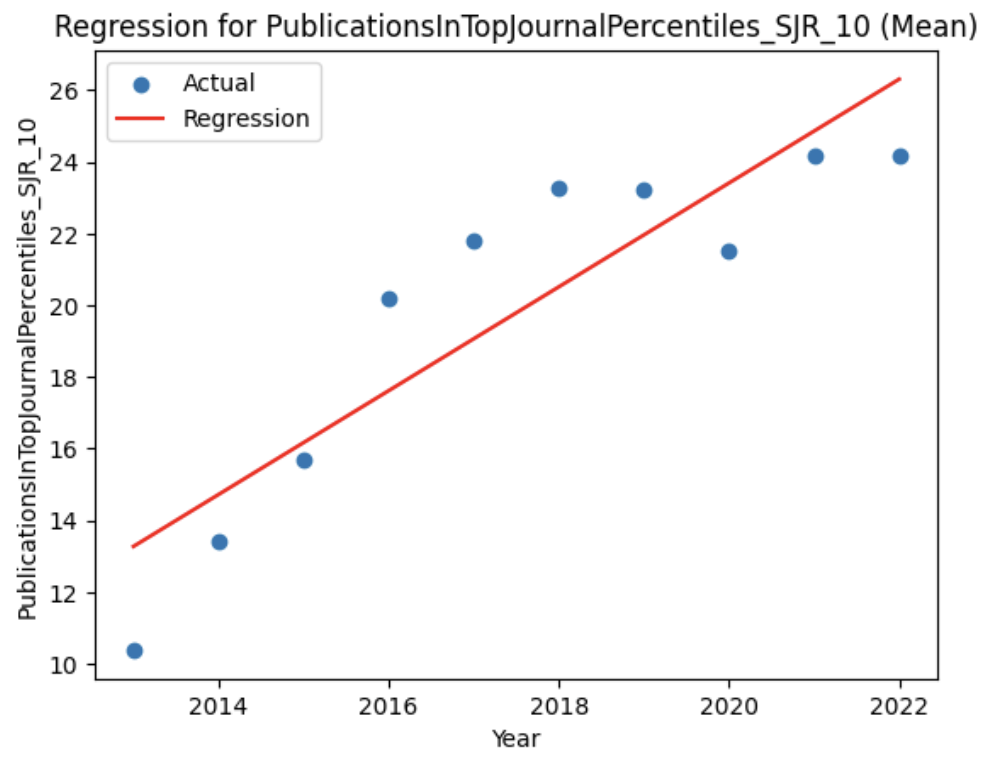 Regression for PublicationsInTopJournalPercentiles_SJR_10 (Mean)
Actual
Regression
PublicationsInTopJournalPercentiles_SJR_10
26
24
22
20
18
16
14
12
10
2014 2016 2018 2020 2022
Year